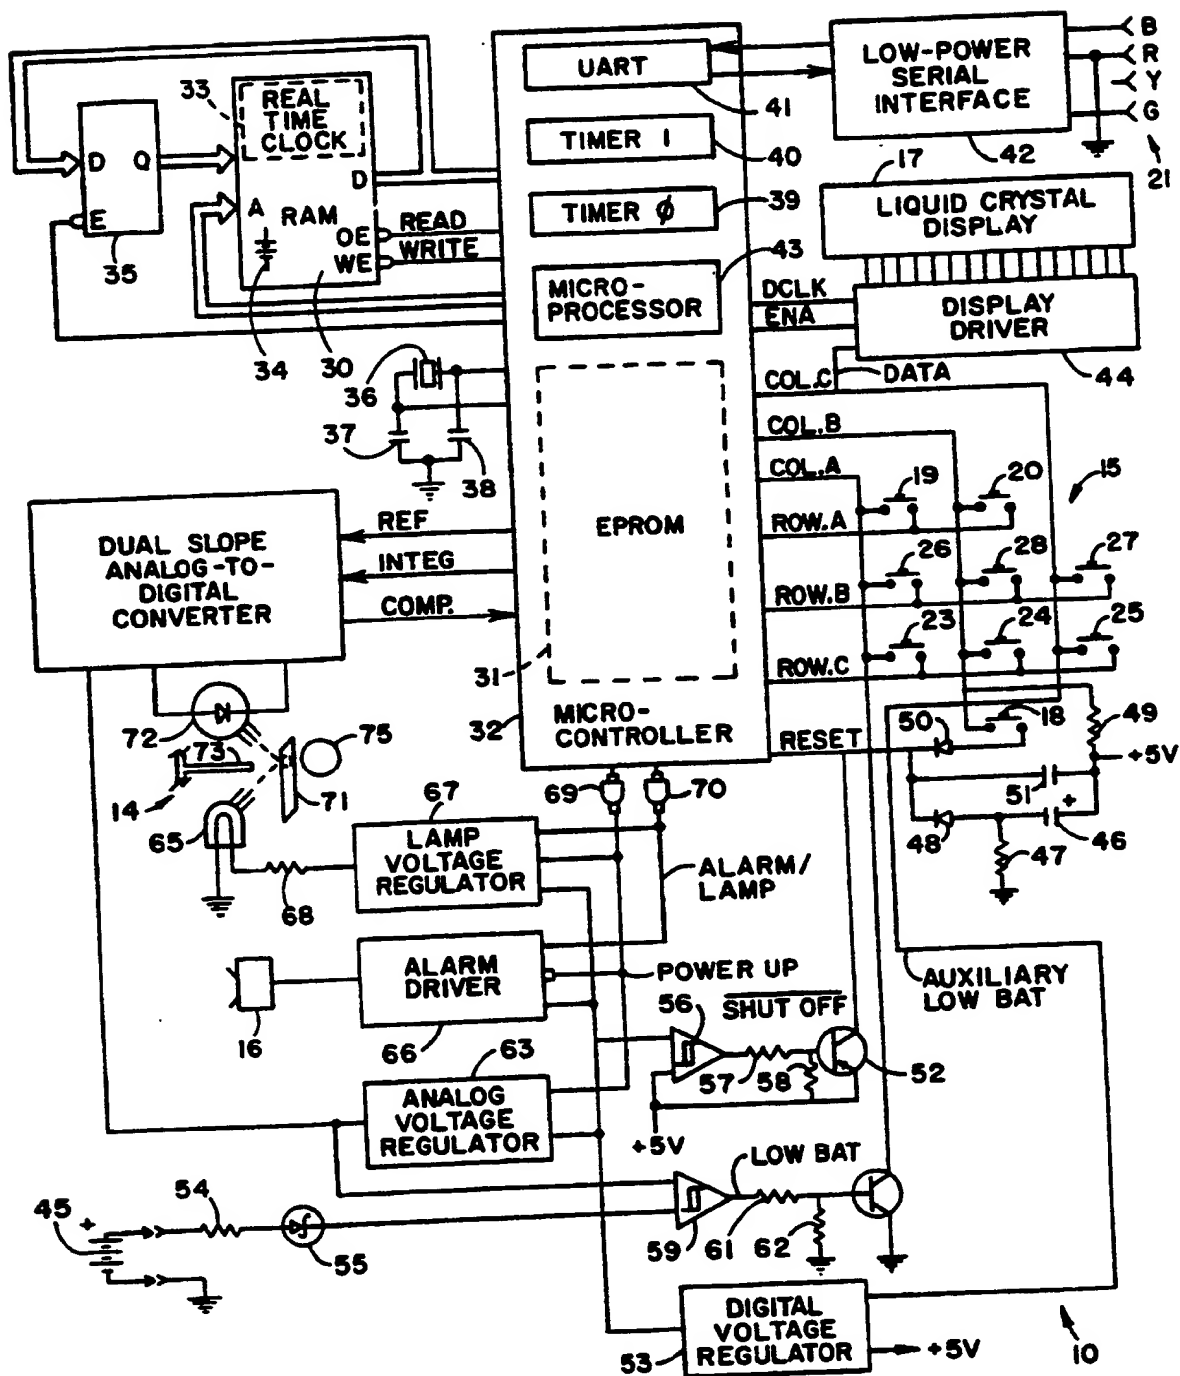 B
R
Y
G
21
UART
41
LOW-POWER
SERIAL
INTERFACE
42
33
REAL
TIME
CLOCK
D
Q
E
35
A
RAM
D
OE
READ
WE
WRITE
34
30
TIMER 1
40
TIMER Ø
39
43
MICRO-
PROCESSOR
17
LIQUID CRYSTAL
DISPLAY
DCLK
ENA
DISPLAY
DRIVER
44
36
37
38
COL.C
DATA
COL.B
COL.A
19
20
15
ROW.A
26
28
27
ROW.B
23
24
25
ROW.C
EPROM
31
32
MICRO-
CONTROLLER
DUAL SLOPE
ANALOG-TO-
DIGITAL
CONVERTER
REF
INTEG
COMP.
RESET
50
18
49
+5V
51
+
48
47
46
72
73
75
14
71
65
68
69
70
67
LAMP
VOLTAGE
REGULATOR
ALARM/
LAMP
ALARM
DRIVER
16
66
POWER UP
SHUT OFF
AUXILIARY
LOW BAT
56
57
58
52
+5V
63
ANALOG
VOLTAGE
REGULATOR
LOW BAT
59
61
62
45
+
54
55
DIGITAL
VOLTAGE
REGULATOR
53
+5V
10